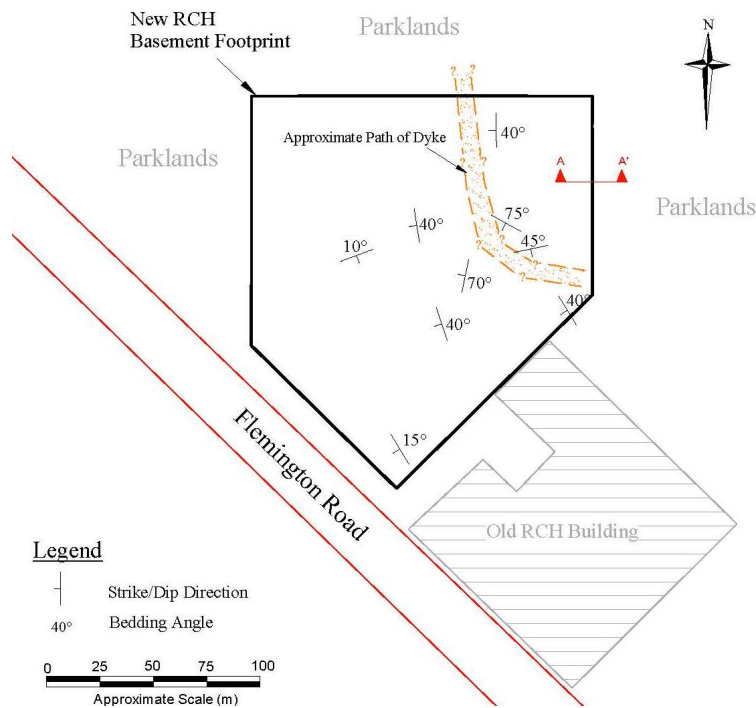 New RCH
Basement Footprint
Parklands
N
? ?
Approximate Path of Dyke
40°
? ?
A A'
Parklands
Parklands
75°
40°
?
10°
45°
? ?
70°
?
40°
40°
15°
Flemington Road
Old RCH Building
Legend
Strike/Dip Direction
40° Bedding Angle
0 25 50 75 100
Approximate Scale (m)